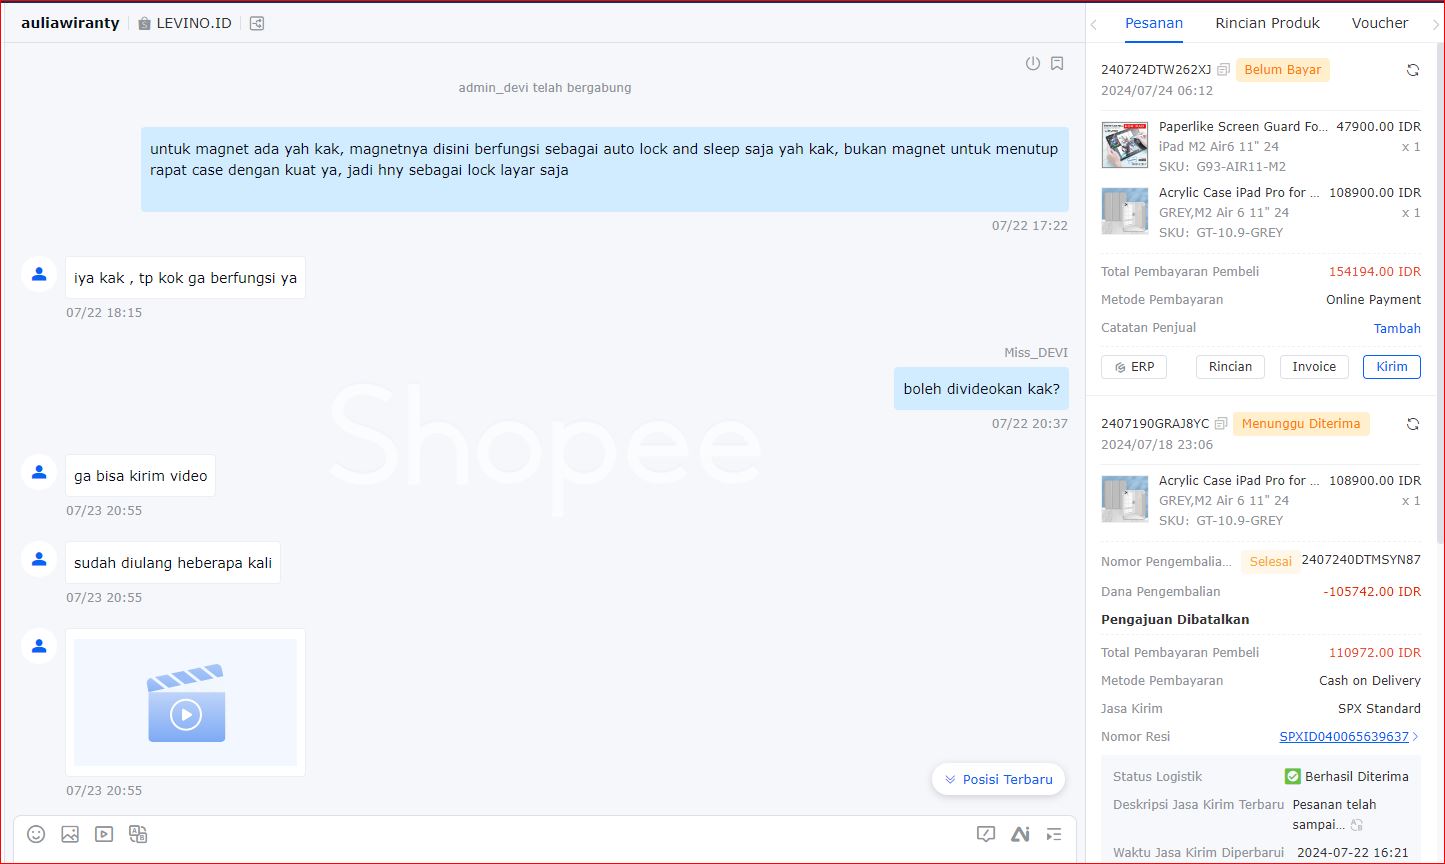 auliawiranty
LEVINO.ID
admin_devi telah bergabung
untuk magnet ada yah kak, magnetnya disini berfungsi sebagai auto lock and sleep saja yah kak, bukan magnet untuk menutup
rapat case dengan kuat ya, jadi hny sebagai lock layar saja
07/22 17:22
iya kak , tp kok ga berfungsi ya
07/22 18:15
Miss_DEVI
boleh divideokan kak?
07/22 20:37
Shopee
ga bisa kirim video
07/23 20:55
sudah diulang heberapa kali
07/23 20:55
07/23 20:55
Posisi Terbaru
Pesanan Rincian Produk Voucher
240724DTW262XJ Belum Bayar
2024/07/24 06:12
Paperlike Screen Guard Fo... 47900.00 IDR
iPad M2 Air6 11" 24 x 1
SKU: G93-AIR11-M2
Acrylic Case iPad Pro for ... 108900.00 IDR
GREY,M2 Air 6 11" 24 x 1
SKU: GT-10.9-GREY
Total Pembayaran Pembeli 154194.00 IDR
Metode Pembayaran Online Payment
Catatan Penjual Tambah
ERP Rincian Invoice Kirim
2407190GRAJ8YC Menunggu Diterima
2024/07/18 23:06
Acrylic Case iPad Pro for ... 108900.00 IDR
GREY,M2 Air 6 11" 24 x 1
SKU: GT-10.9-GREY
Nomor Pengembalia... Selesai 2407240DTMSYN87
Dana Pengembalian -105742.00 IDR
Pengajuan Dibatalkan
Total Pembayaran Pembeli 110972.00 IDR
Metode Pembayaran Cash on Delivery
Jasa Kirim SPX Standard
Nomor Resi SPXID040065639637
Status Logistik Berhasil Diterima
Deskripsi Jasa Kirim Terbaru Pesanan telah
sampai...
Waktu Jasa Kirim Diperbarui 2024-07-22 16:21